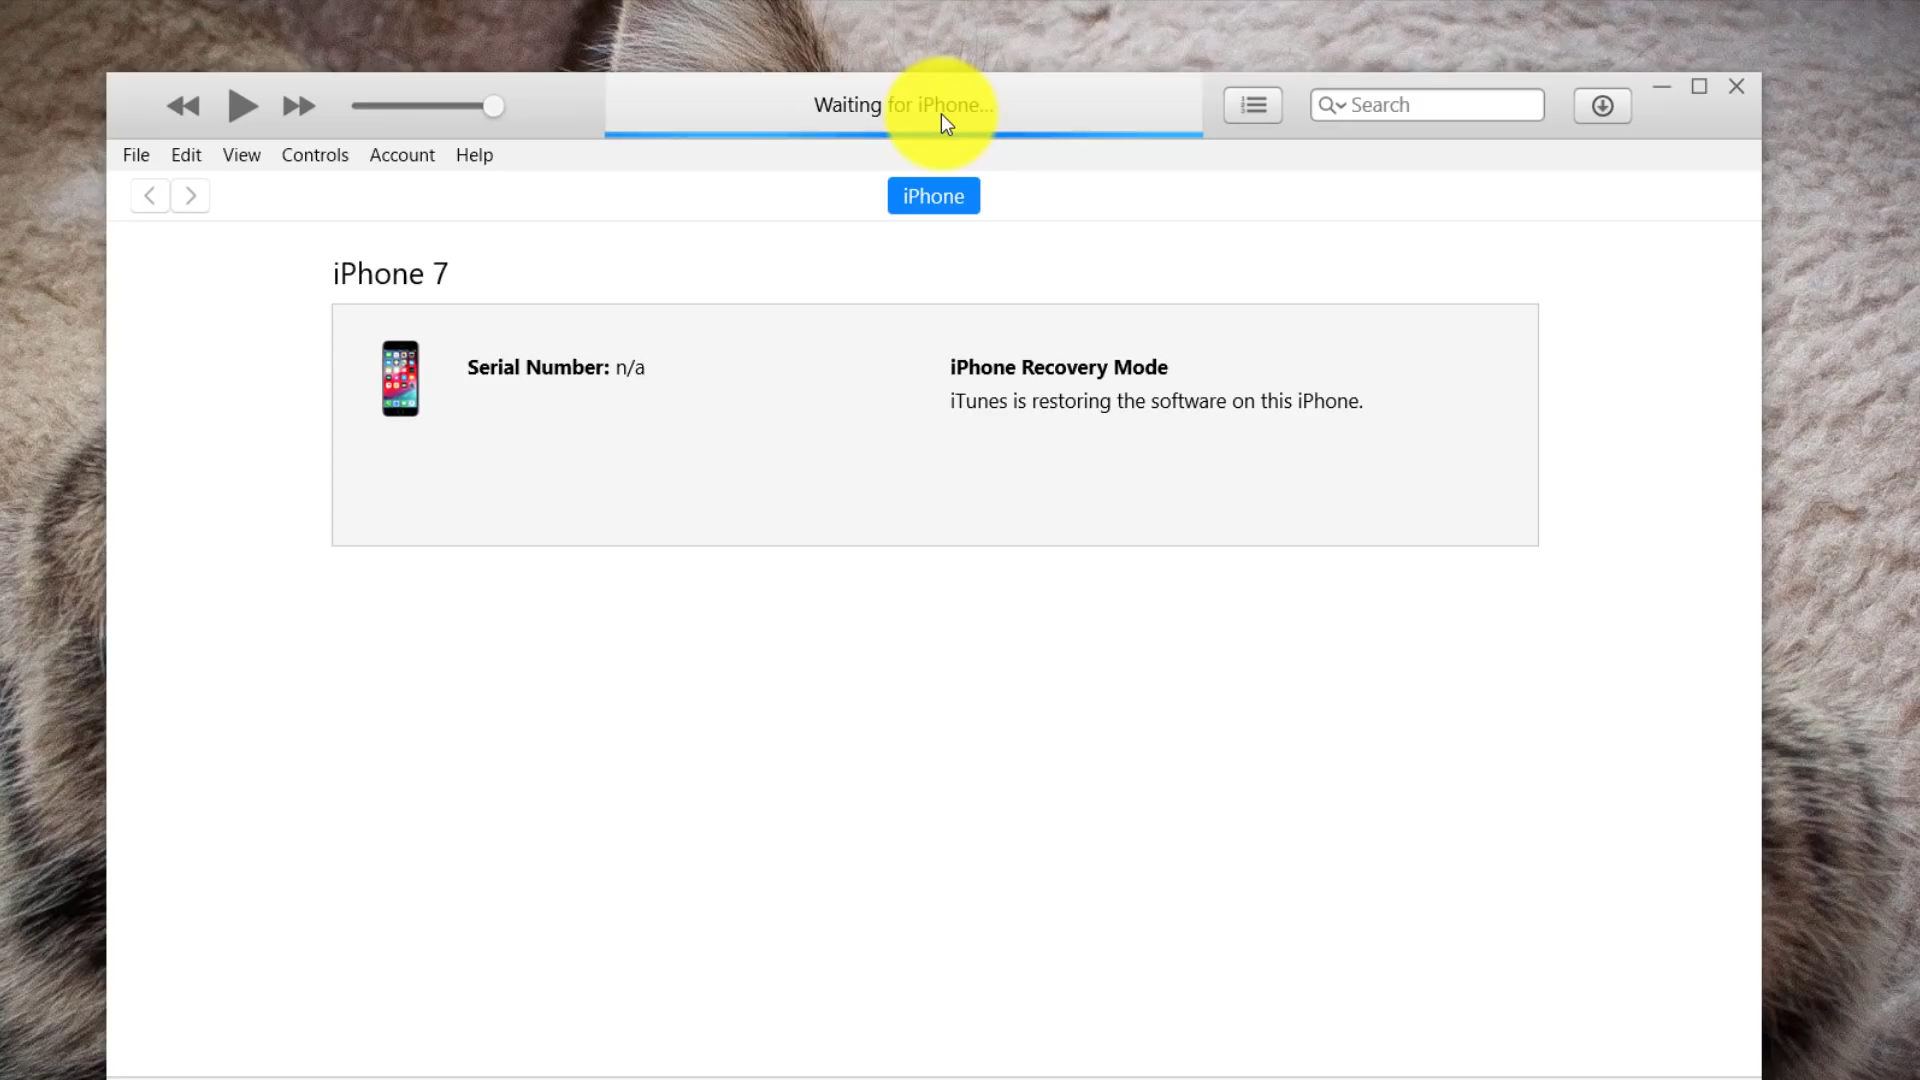 Waiting for iPhone...
Search
File Edit View Controls Account Help
iPhone
iPhone 7
Serial Number: n/a
iPhone Recovery Mode
iTunes is restoring the software on this iPhone.